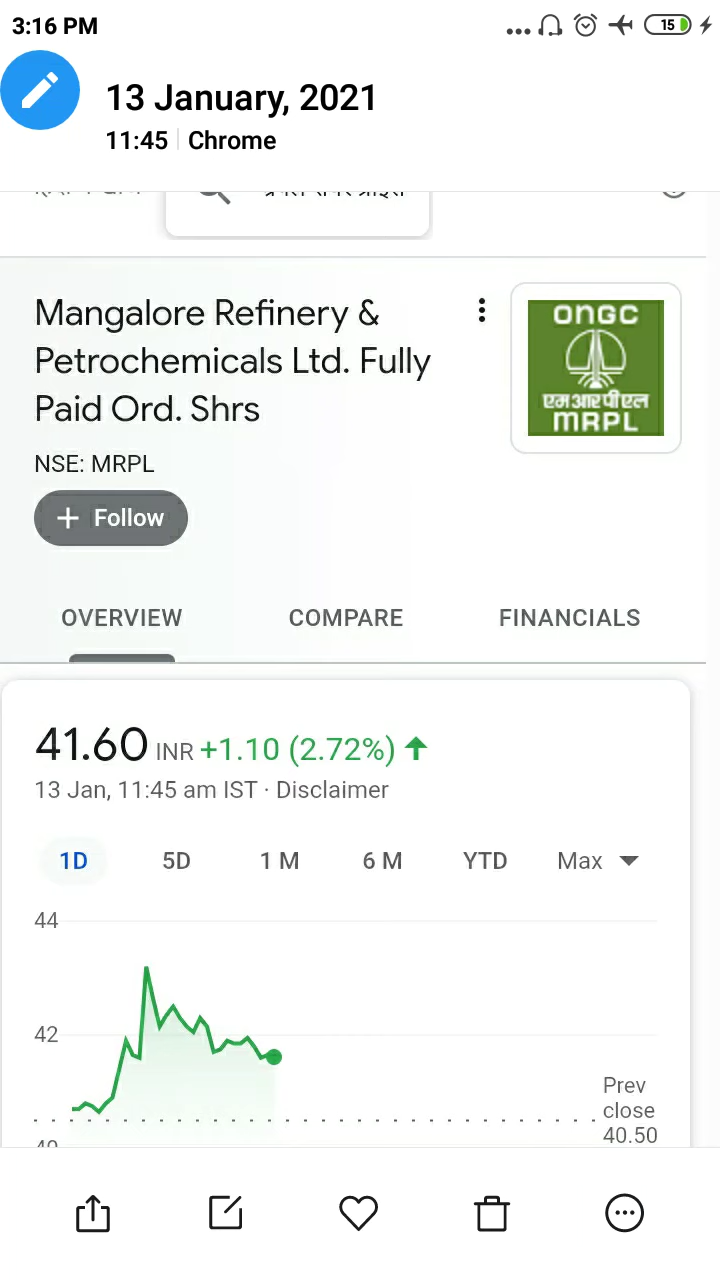 3:16 PM
15
13 January, 2021
11:45 | Chrome
Mangalore Refinery &
Petrochemicals Ltd. Fully
Paid Ord. Shrs
ONGC
एमआरपीएल
MRPL
NSE: MRPL
+ Follow
OVERVIEW COMPARE FINANCIALS
41.60 INR +1.10 (2.72%) ↑
13 Jan, 11:45 am IST · Disclaimer
1D 5D 1 M 6 M YTD Max
44
42
Prev
close
40.50